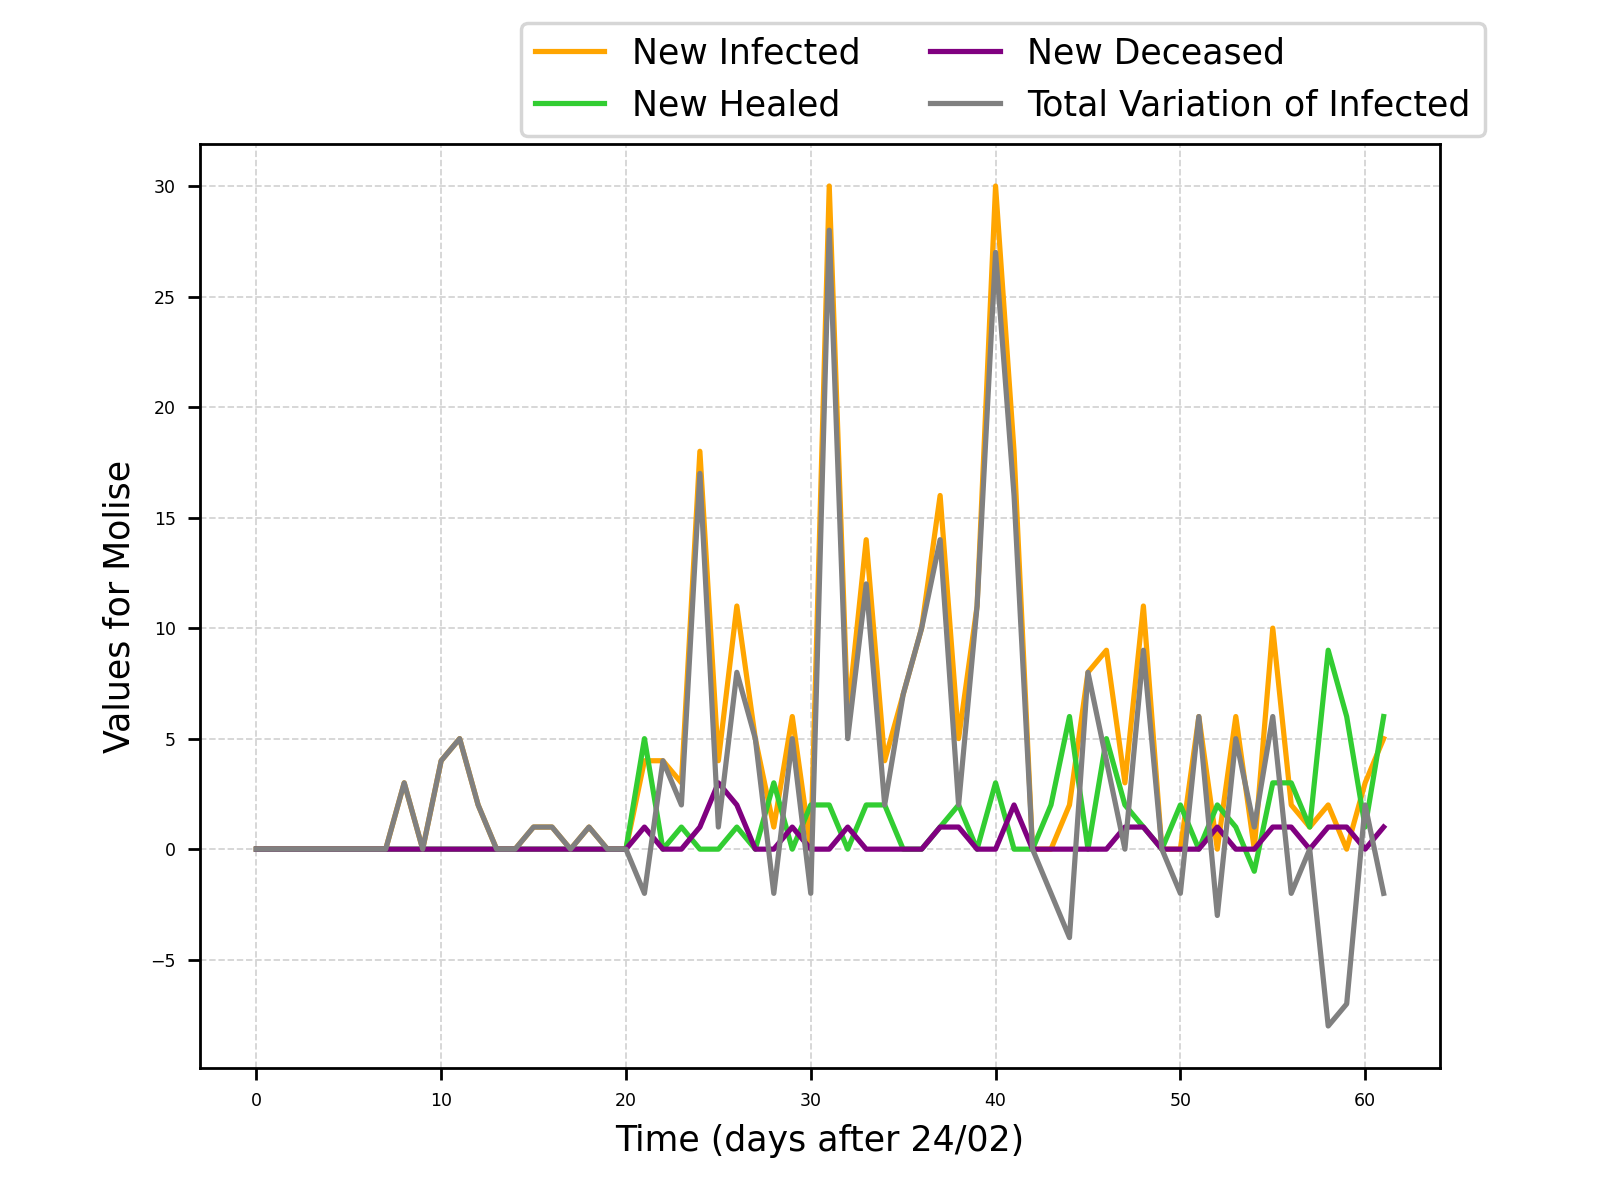 New Infected
New Healed
New Deceased
Total Variation of Infected
30
25
20
15
10
5
0
−5
Values for Molise
0 10 20 30 40 50 60
Time (days after 24/02)